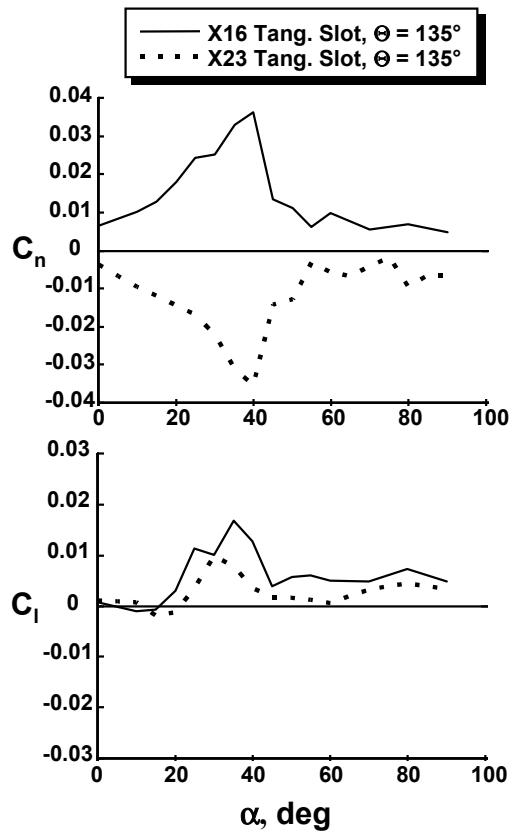 X16 Tang. Slot, Θ = 135°
X23 Tang. Slot, Θ = 135°
0.04
0.03
0.02
0.01
0
Cn
-0.01
-0.02
-0.03
-0.04
0 20 40 60 80 100
0.03
0.02
0.01
0
Cl
-0.01
-0.02
-0.03
0 20 40 60 80 100
α, deg